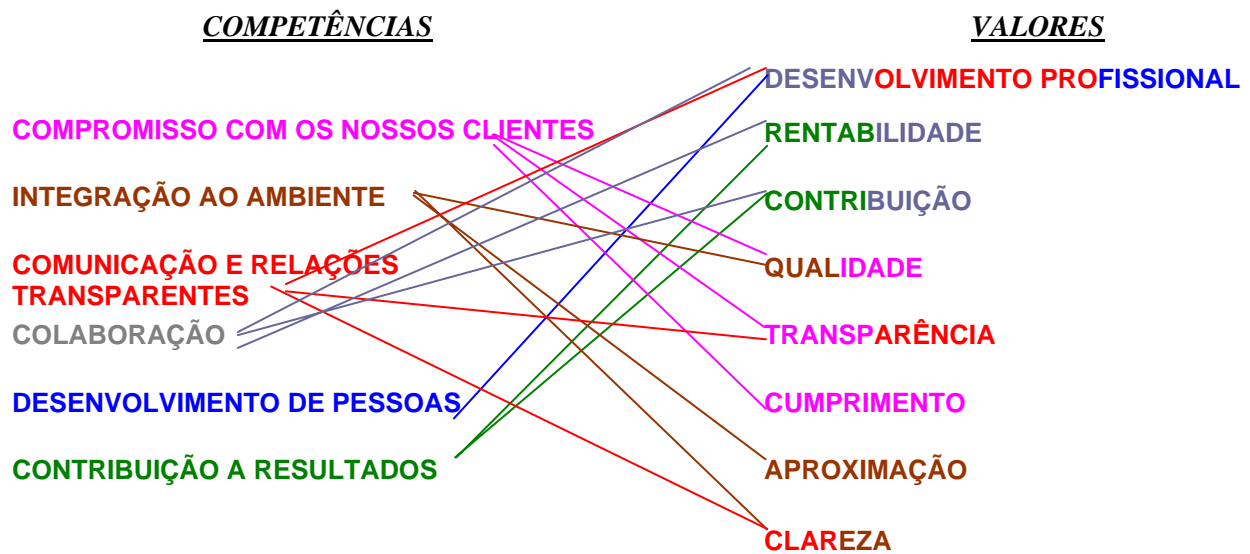 COMPETÊNCIAS
COMPROMISSO COM OS NOSSOS CLIENTES
INTEGRAÇÃO AO AMBIENTE
COMUNICAÇÃO E RELAÇÕES
TRANSPARENTES
COLABORAÇÃO
DESENVOLVIMENTO DE PESSOAS
CONTRIBUIÇÃO A RESULTADOS
VALORES
DESENVOLVIMENTO PROFISSIONAL
RENTABILIDADE
CONTRIBUIÇÃO
QUALIDADE
TRANSPARÊNCIA
CUMPRIMENTO
APROXIMAÇÃO
CLAREZA